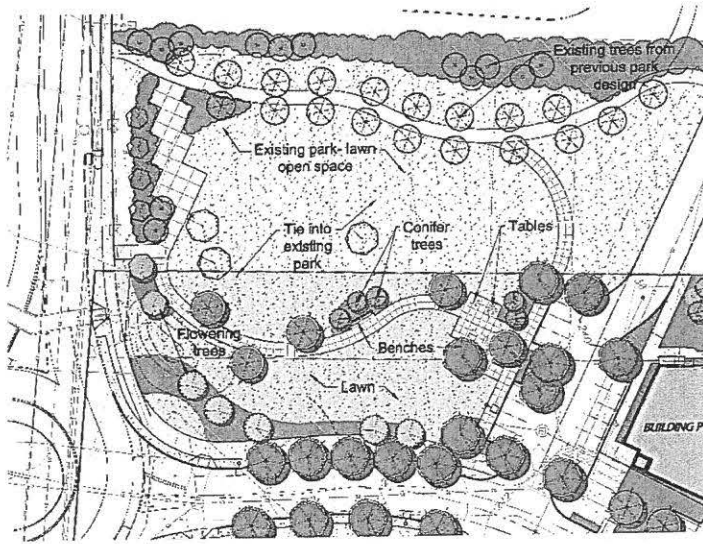 Existing trees from
previous park
design
Existing park- lawn
open space
Tie into
existing
park
Conifer
trees
Tables
Flowering
trees
Benches
Lawn
BUILDING P